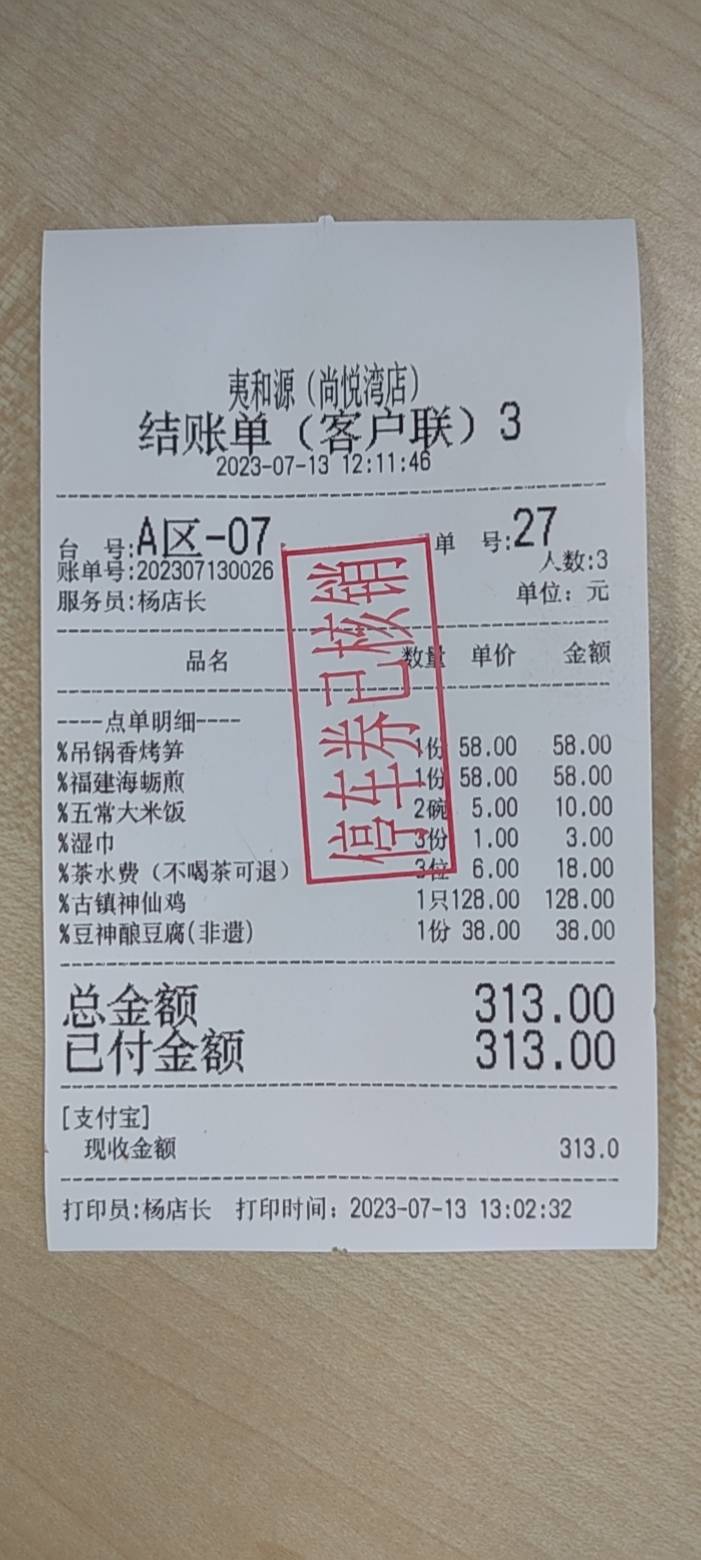 夷和源（尚悦湾店）
结账单（客户联）3
2023-07-13 12:11:46
台 号:A区-07 单 号:27
账单号:202307130026 人数:3
服务员:杨店长 单位：元
品名 数量 单价 金额
----点单明细----
%吊锅香烤笋 1份 58.00 58.00
%福建海蛎煎 1份 58.00 58.00
%五常大米饭 2碗 5.00 10.00
%湿巾 3份 1.00 3.00
%茶水费（不喝茶可退） 3位 6.00 18.00
%古镇神仙鸡 1只128.00 128.00
%豆神酿豆腐(非遗) 1份 38.00 38.00
总金额 313.00
已付金额 313.00
[支付宝]
现收金额 313.0
打印员:杨店长 打印时间：2023-07-13 13:02:32
停车券已核销